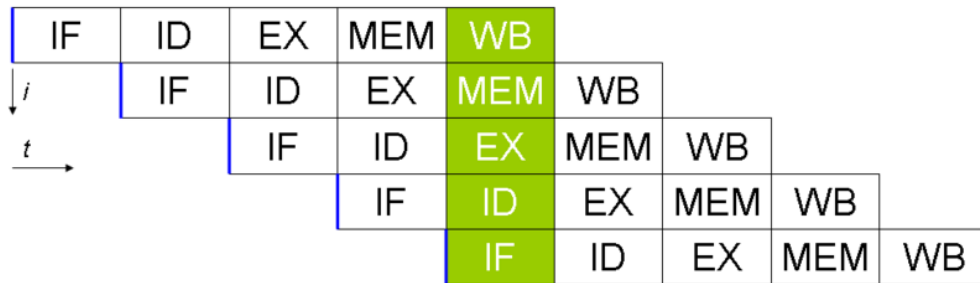 IF ID EX MEM WB
i IF ID EX MEM WB
t IF ID EX MEM WB
IF ID EX MEM WB
IF ID EX MEM WB